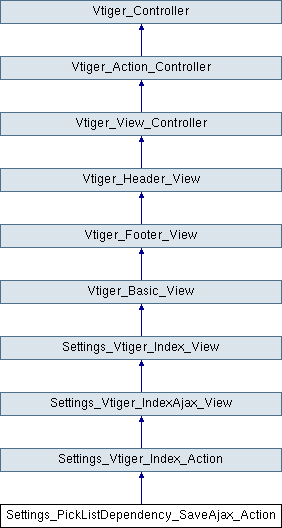 Vtiger_Controller
Vtiger_Action_Controller
Vtiger_View_Controller
Vtiger_Header_View
Vtiger_Footer_View
Vtiger_Basic_View
Settings_Vtiger_Index_View
Settings_Vtiger_IndexAjax_View
Settings_Vtiger_Index_Action
Settings_PickListDependency_SaveAjax_Action